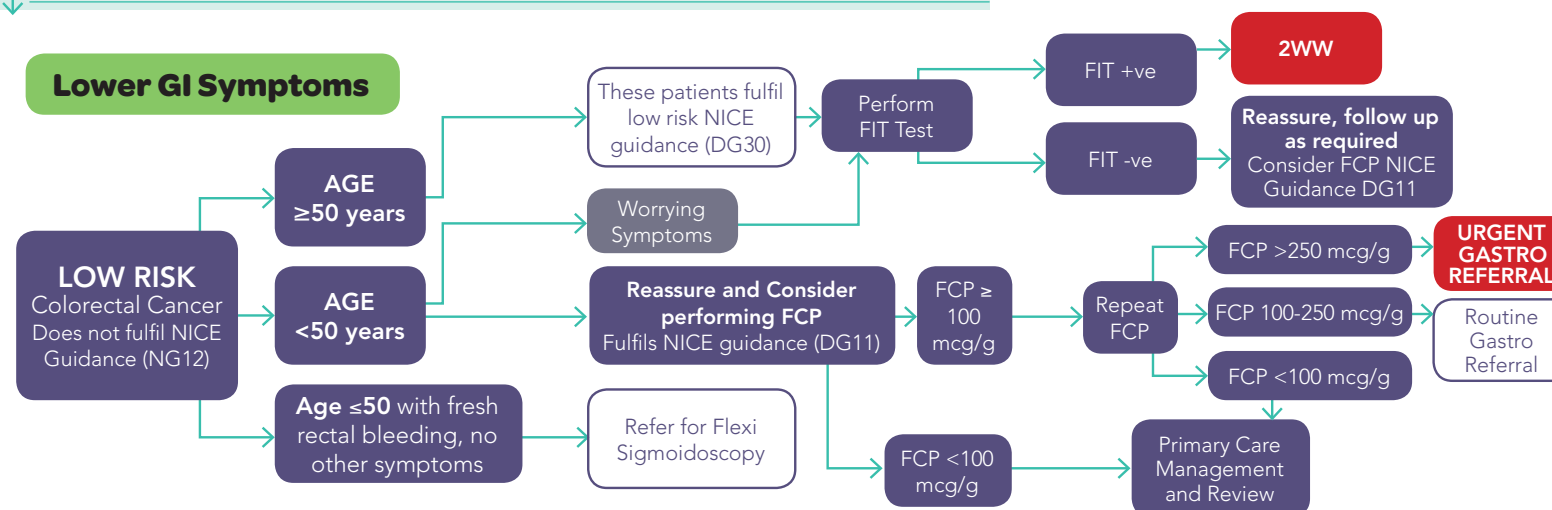 Lower GI Symptoms
LOW RISK
Colorectal Cancer
Does not fulfil NICE
Guidance (NG12)
AGE
≥50 years
These patients fulfil
low risk NICE
guidance (DG30)
Perform
FIT Test
FIT +ve
2WW
FIT -ve
Reassure, follow up
as required
Consider FCP NICE
Guidance DG11
AGE
<50 years
Worrying
Symptoms
Reassure and Consider
performing FCP
Fulfils NICE guidance (DG11)
FCP ≥
100
mcg/g
Repeat
FCP
FCP >250 mcg/g
URGENT
GASTRO
REFERRAL
FCP 100-250 mcg/g
Routine
Gastro
Referral
FCP <100 mcg/g
Age ≤50 with fresh
rectal bleeding, no
other symptoms
Refer for Flexi
Sigmoidoscopy
FCP <100
mcg/g
Primary Care
Management
and Review